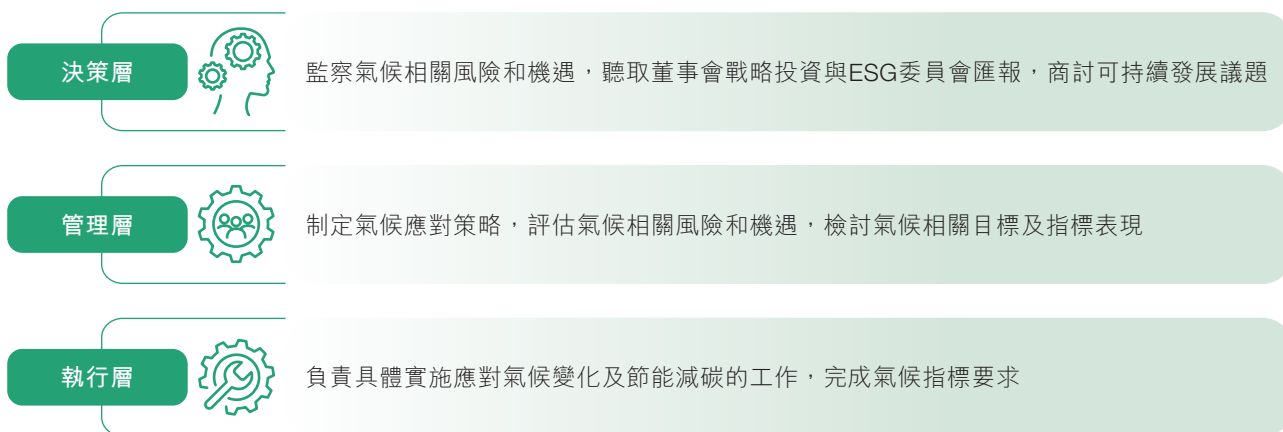 決策層
監察氣候相關風險和機遇，聽取董事會戰略投資與ESG委員會匯報，商討可持續發展議題
管理層
制定氣候應對策略，評估氣候相關風險和機遇，檢討氣候相關目標及指標表現
執行層
負責具體實施應對氣候變化及節能減碳的工作，完成氣候指標要求